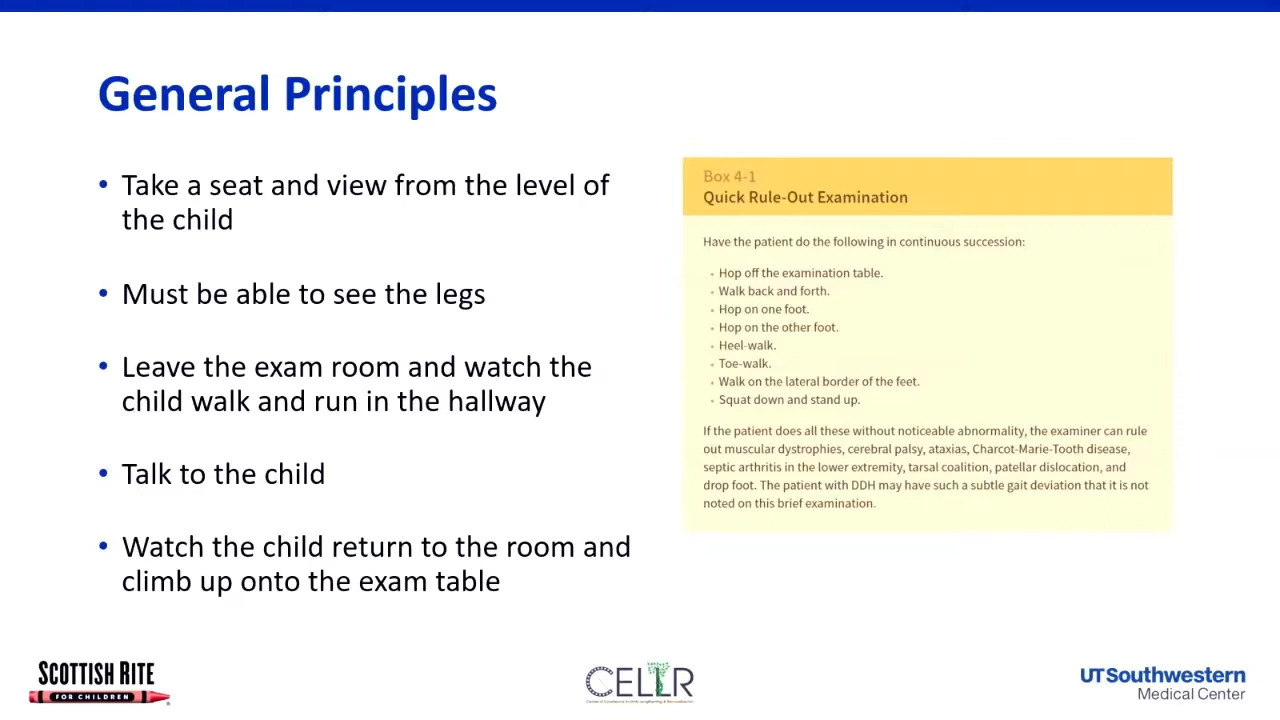 General Principles
• Take a seat and view from the level of
the child
• Must be able to see the legs
• Leave the exam room and watch the
child walk and run in the hallway
• Talk to the child
• Watch the child return to the room and
climb up onto the exam table
Box 4-1
Quick Rule-Out Examination
Have the patient do the following in continuous succession:
• Hop off the examination table.
• Walk back and forth.
• Hop on one foot.
• Hop on the other foot.
• Heel-walk.
• Toe-walk.
• Walk on the lateral border of the feet.
• Squat down and stand up.
If the patient does all these without noticeable abnormality, the examiner can rule
out muscular dystrophies, cerebral palsy, ataxias, Charcot-Marie-Tooth disease,
septic arthritis in the lower extremity, tarsal coalition, patellar dislocation, and
drop foot. The patient with DDH may have such a subtle gait deviation that it is not
noted on this brief examination.
SCOTTISH RITE
FOR CHILDREN
CELLR
UTSouthwestern
Medical Center